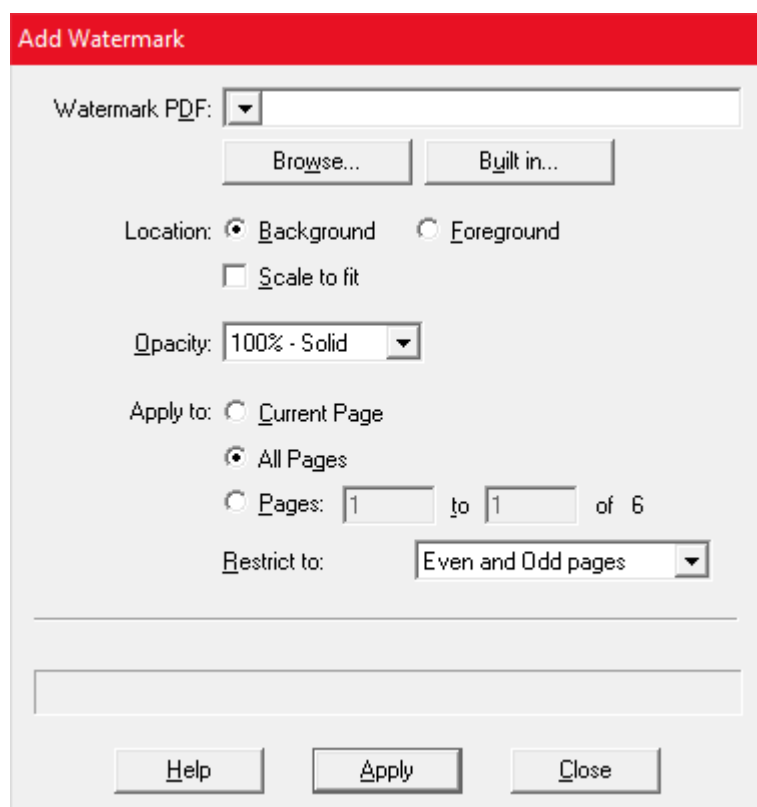 Add Watermark
Watermark PDF:
Browse... Built in...
Location: Background Foreground
Scale to fit
Opacity: 100% - Solid
Apply to: Current Page
All Pages
Pages: 1 to 1 of 6
Restrict to: Even and Odd pages
Help Apply Close